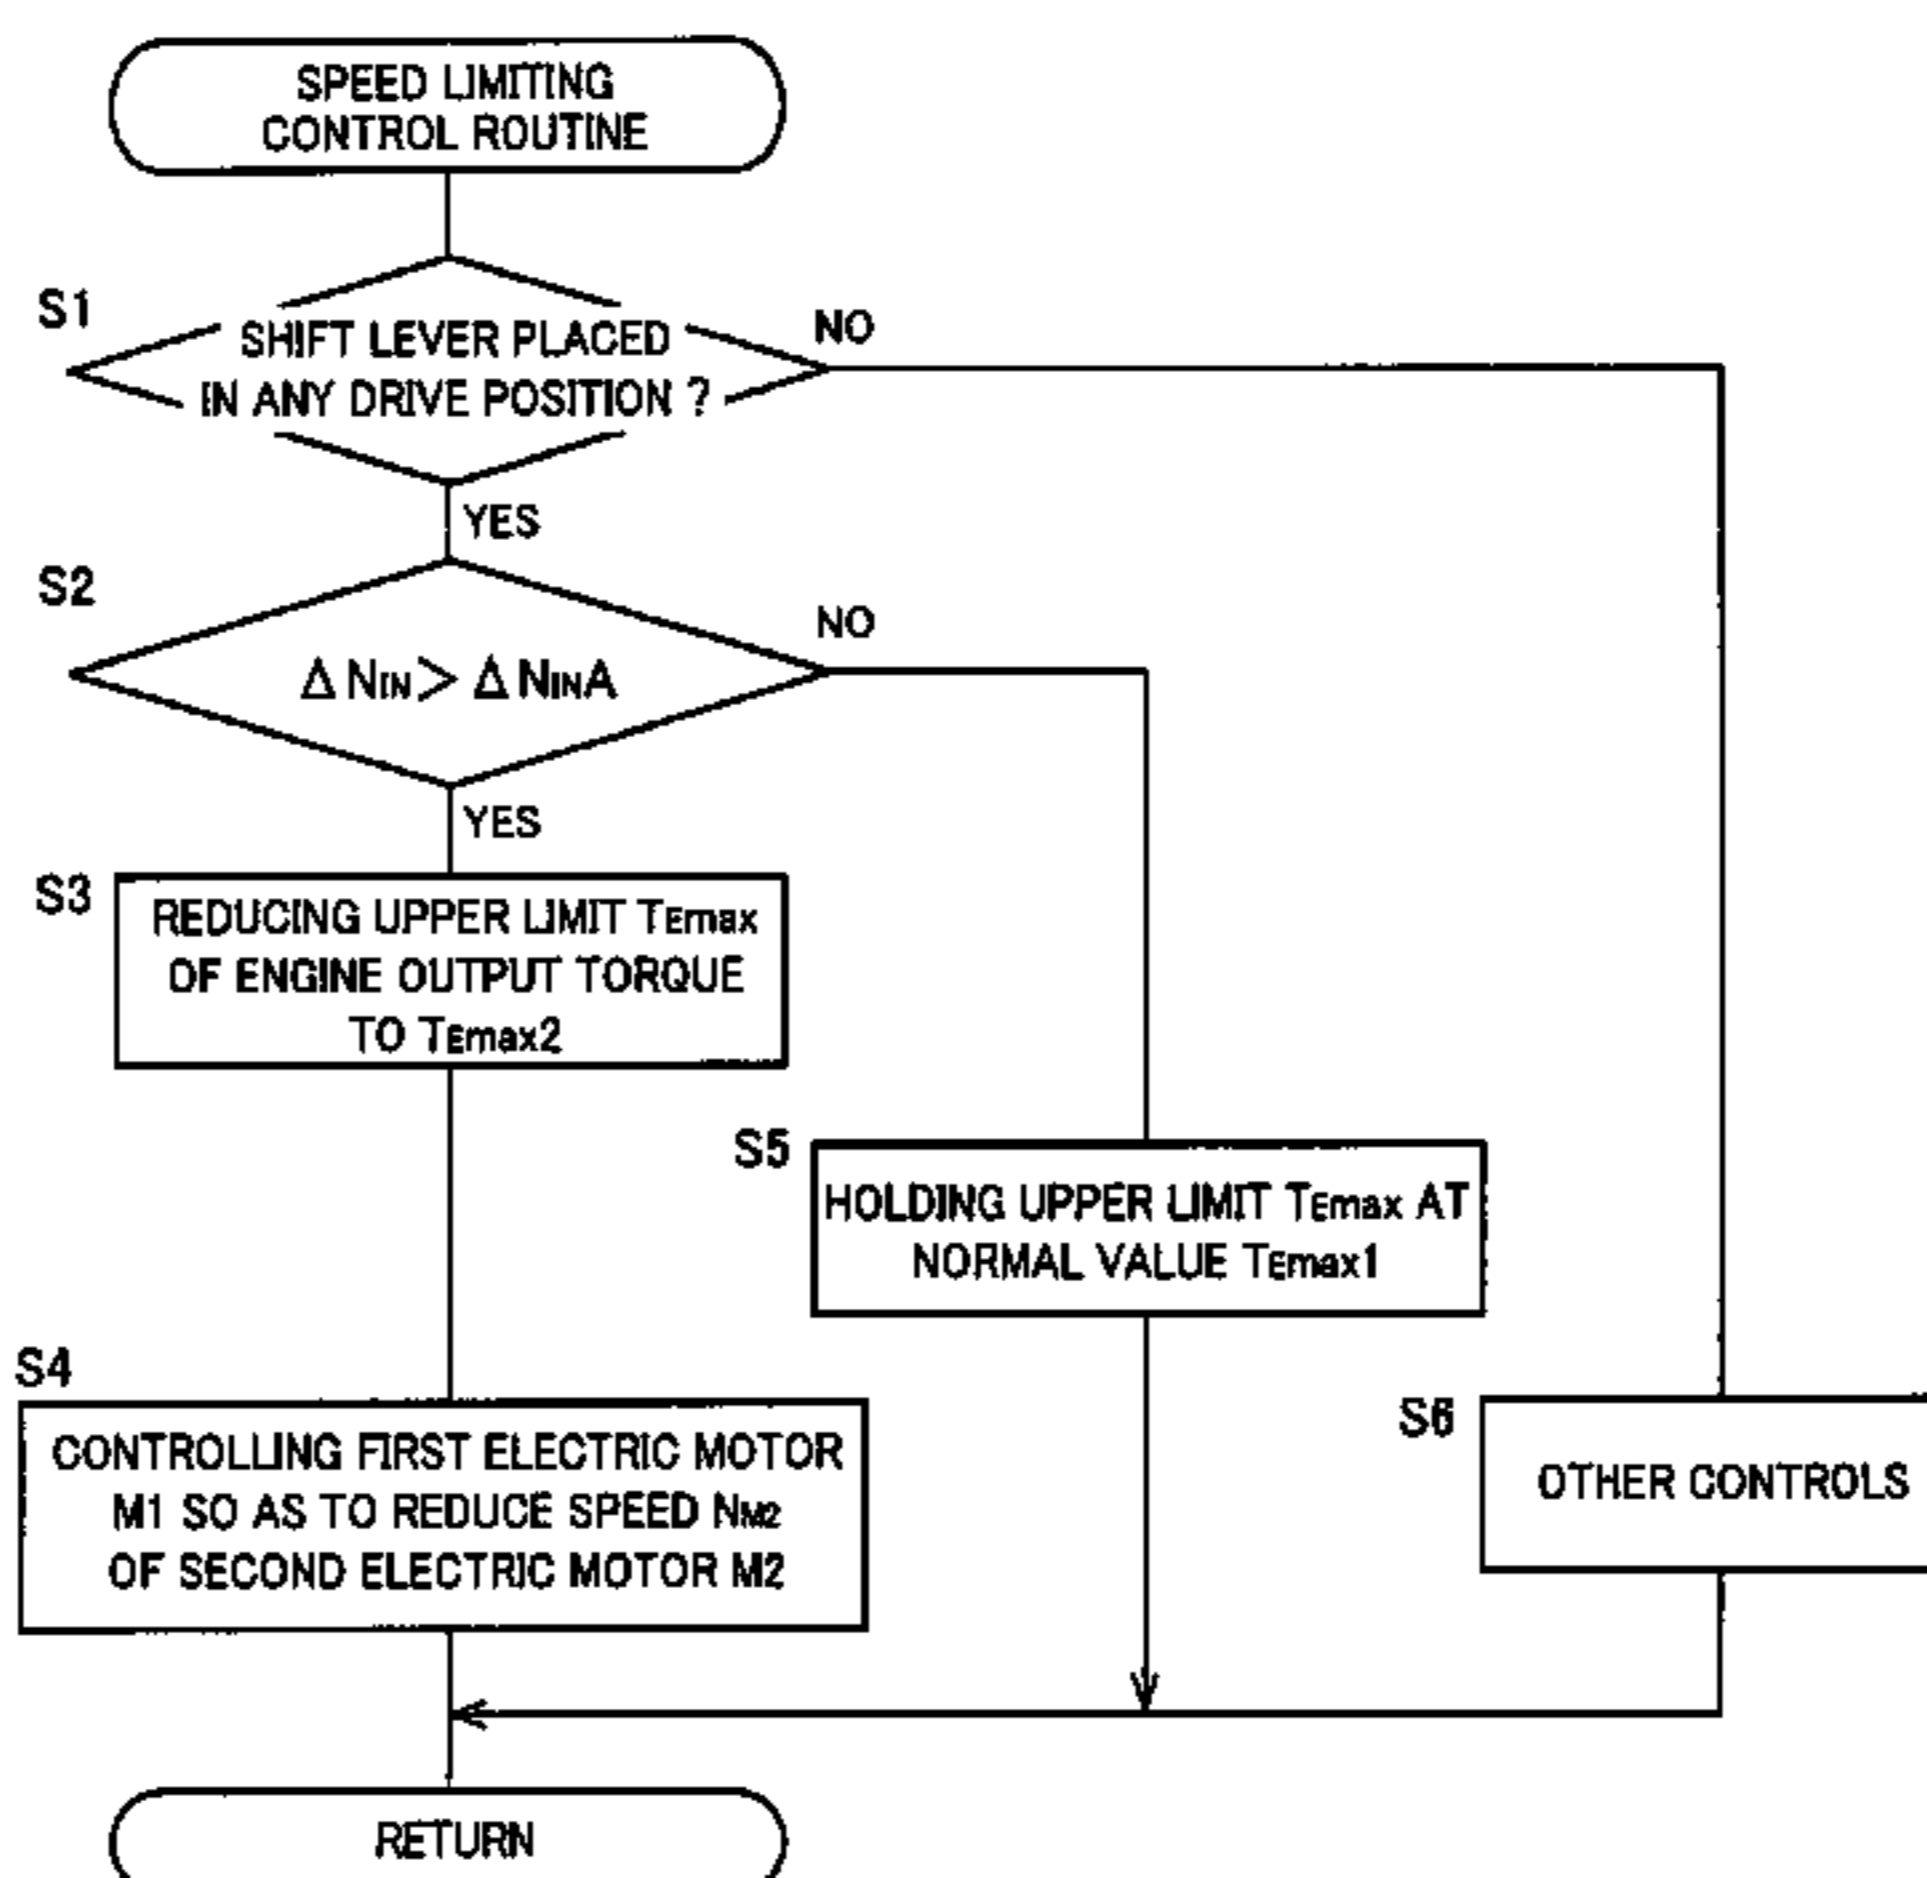 SPEED LIMITING
CONTROL ROUTINE
S1
SHIFT LEVER PLACED
IN ANY DRIVE POSITION ?
NO
YES
S2
ΔNIN > ΔNINA
NO
YES
S3
REDUCING UPPER LIMIT TEmax
OF ENGINE OUTPUT TORQUE
TO TEmax2
S5
HOLDING UPPER LIMIT TEmax AT
NORMAL VALUE TEmax1
S4
CONTROLLING FIRST ELECTRIC MOTOR
M1 SO AS TO REDUCE SPEED NM2
OF SECOND ELECTRIC MOTOR M2
S6
OTHER CONTROLS
RETURN